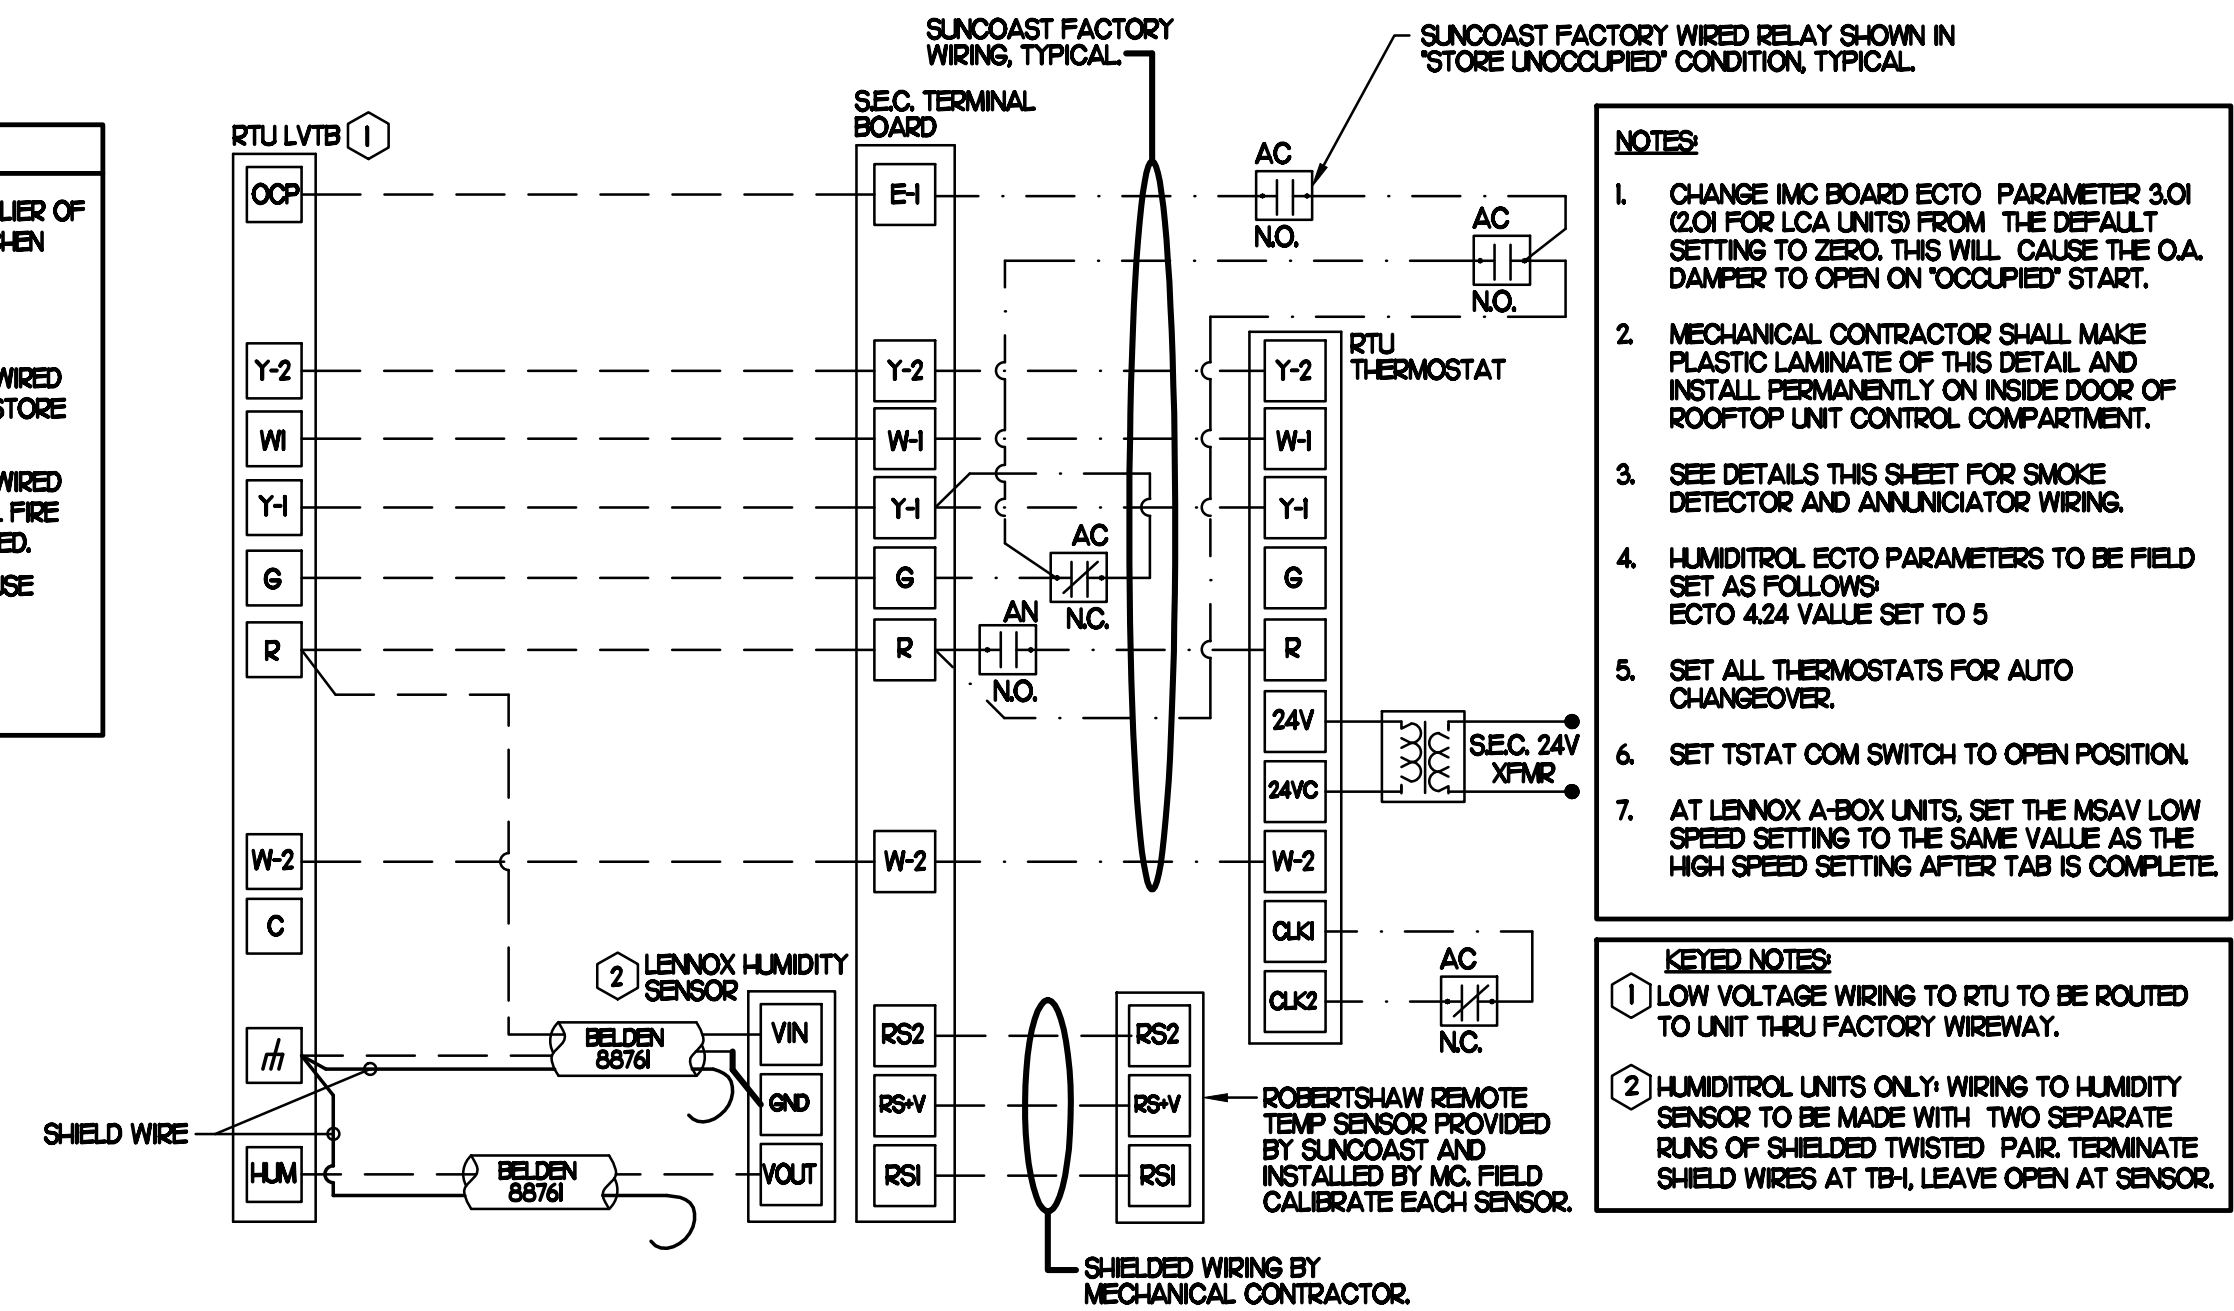 SUNCOAST FACTORY
WIRING, TYPICAL.
SUNCOAST FACTORY WIRED RELAY SHOWN IN
"STORE UNOCCUPIED" CONDITION, TYPICAL.
LIER OF
HEN
WIRED
STORE
WIRED
FIRE
ED.
USE
RTU LVTB
1
OCP
Y-2
W1
Y-1
G
R
W-2
C
HUM
SHIELD WIRE
2
LENNOX HUMIDITY
SENSOR
BELDEN
88761
BELDEN
88761
VIN
GND
VOUT
S.E.C. TERMINAL
BOARD
E-1
Y-2
W-1
Y-1
G
R
W-2
RS2
RS+V
RS1
AC
N.O.
AC
N.O.
AC
N.C.
AN
N.O.
RTU
THERMOSTAT
Y-2
W-1
Y-1
G
R
24V
24VC
W-2
CLK1
CLK2
S.E.C. 24V
XFMR
AC
N.C.
RS2
RS+V
RS1
ROBERTSHAW REMOTE
TEMP SENSOR PROVIDED
BY SUNCOAST AND
INSTALLED BY MC. FIELD
CALIBRATE EACH SENSOR.
SHIELDED WIRING BY
MECHANICAL CONTRACTOR.
NOTES:
1. CHANGE IMC BOARD ECTO PARAMETER 3.01
(2.01 FOR LCA UNITS) FROM THE DEFAULT
SETTING TO ZERO. THIS WILL CAUSE THE O.A.
DAMPER TO OPEN ON "OCCUPIED" START.
2. MECHANICAL CONTRACTOR SHALL MAKE
PLASTIC LAMINATE OF THIS DETAIL AND
INSTALL PERMANENTLY ON INSIDE DOOR OF
ROOFTOP UNIT CONTROL COMPARTMENT.
3. SEE DETAILS THIS SHEET FOR SMOKE
DETECTOR AND ANNUNICIATOR WIRING.
4. HUMIDITROL ECTO PARAMETERS TO BE FIELD
SET AS FOLLOWS:
ECTO 4.24 VALUE SET TO 5
5. SET ALL THERMOSTATS FOR AUTO
CHANGEOVER.
6. SET TSTAT COM SWITCH TO OPEN POSITION.
7. AT LENNOX A-BOX UNITS, SET THE MSAV LOW
SPEED SETTING TO THE SAME VALUE AS THE
HIGH SPEED SETTING AFTER TAB IS COMPLETE.
KEYED NOTES:
1 LOW VOLTAGE WIRING TO RTU TO BE ROUTED
TO UNIT THRU FACTORY WIREWAY.
2 HUMIDITROL UNITS ONLY: WIRING TO HUMIDITY
SENSOR TO BE MADE WITH TWO SEPARATE
RUNS OF SHIELDED TWISTED PAIR. TERMINATE
SHIELD WIRES AT TB-1, LEAVE OPEN AT SENSOR.